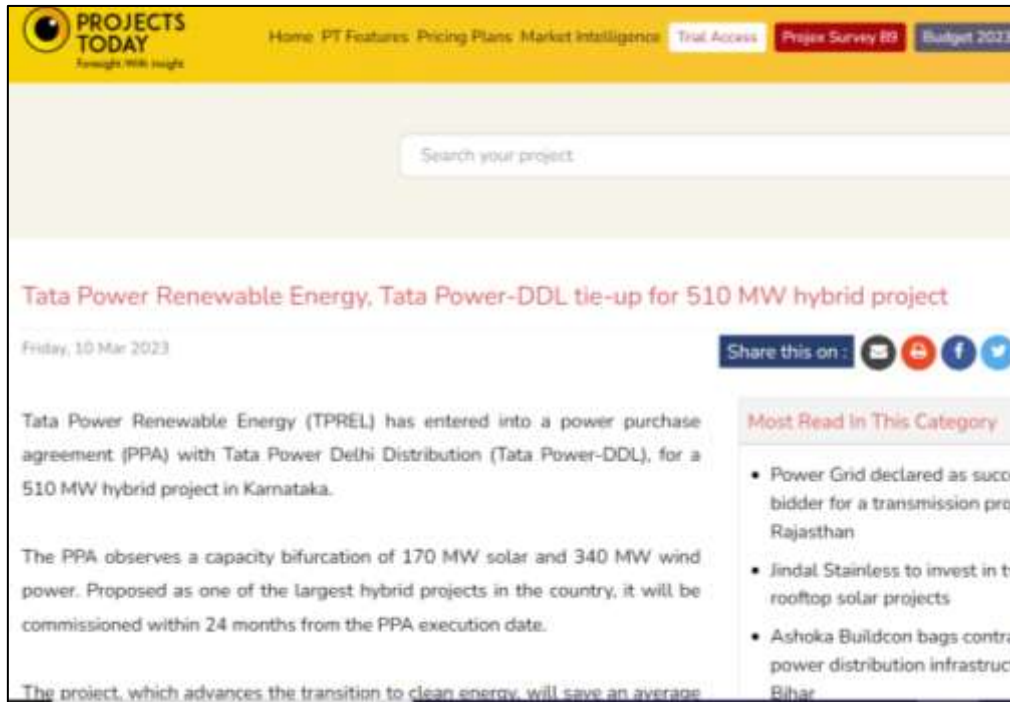 PROJECTS
TODAY
Foresight With Insight
Home PT Features Pricing Plans Market Intelligence Trial Access Projex Survey 89 Budget 2023
Search your project
Tata Power Renewable Energy, Tata Power-DDL tie-up for 510 MW hybrid project
Friday, 10 Mar 2023
Share this on :
Tata Power Renewable Energy (TPREL) has entered into a power purchase
agreement (PPA) with Tata Power Delhi Distribution (Tata Power-DDL), for a
510 MW hybrid project in Karnataka.
The PPA observes a capacity bifurcation of 170 MW solar and 340 MW wind
power. Proposed as one of the largest hybrid projects in the country, it will be
commissioned within 24 months from the PPA execution date.
The project, which advances the transition to clean energy, will save an average
Most Read In This Category
• Power Grid declared as succ
bidder for a transmission pro
Rajasthan
• Jindal Stainless to invest in t
rooftop solar projects
• Ashoka Buildcon bags contra
power distribution infrastruc
Bihar